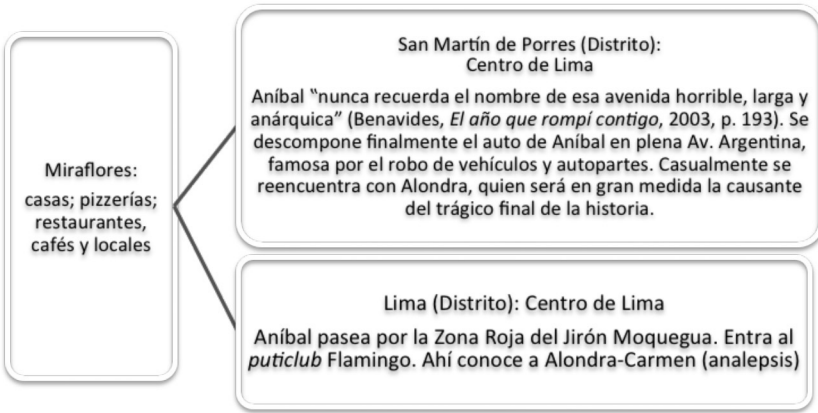 Miraflores:
casas; pizzerías;
restaurantes,
cafés y locales
San Martín de Porres (Distrito):
Centro de Lima
Aníbal “nunca recuerda el nombre de esa avenida horrible, larga y
anárquica” (Benavides, El año que rompí contigo, 2003, p. 193). Se
descompone finalmente el auto de Aníbal en plena Av. Argentina,
famosa por el robo de vehículos y autopartes. Casualmente se
reencuentra con Alondra, quien será en gran medida la causante
del trágico final de la historia.
Lima (Distrito): Centro de Lima
Aníbal pasea por la Zona Roja del Jirón Moquegua. Entra al
puticlub Flamingo. Ahí conoce a Alondra-Carmen (analepsis)